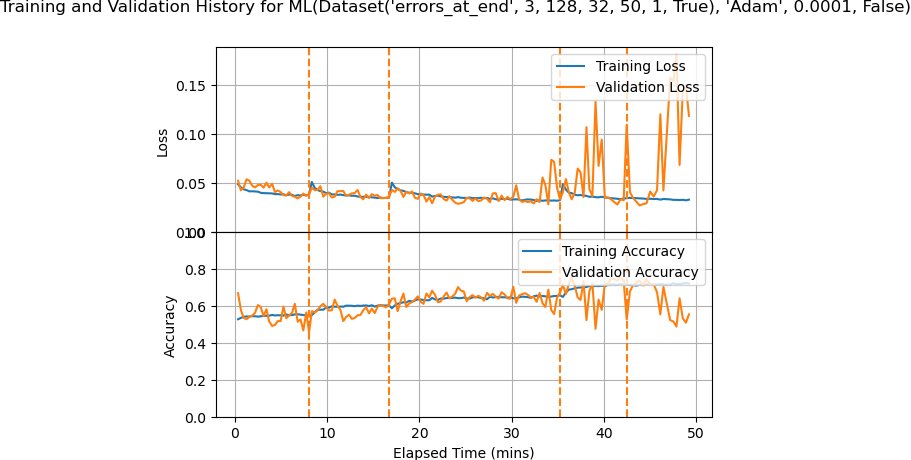 Training and Validation History for ML(Dataset('errors_at_end', 3, 128, 32, 50, 1, True), 'Adam', 0.0001, False)
0.15
0.10
0.05
0.00
Loss
Training Loss
Validation Loss
1.0
0.8
0.6
0.4
0.2
0.0
Accuracy
Training Accuracy
Validation Accuracy
0 10 20 30 40 50
Elapsed Time (mins)